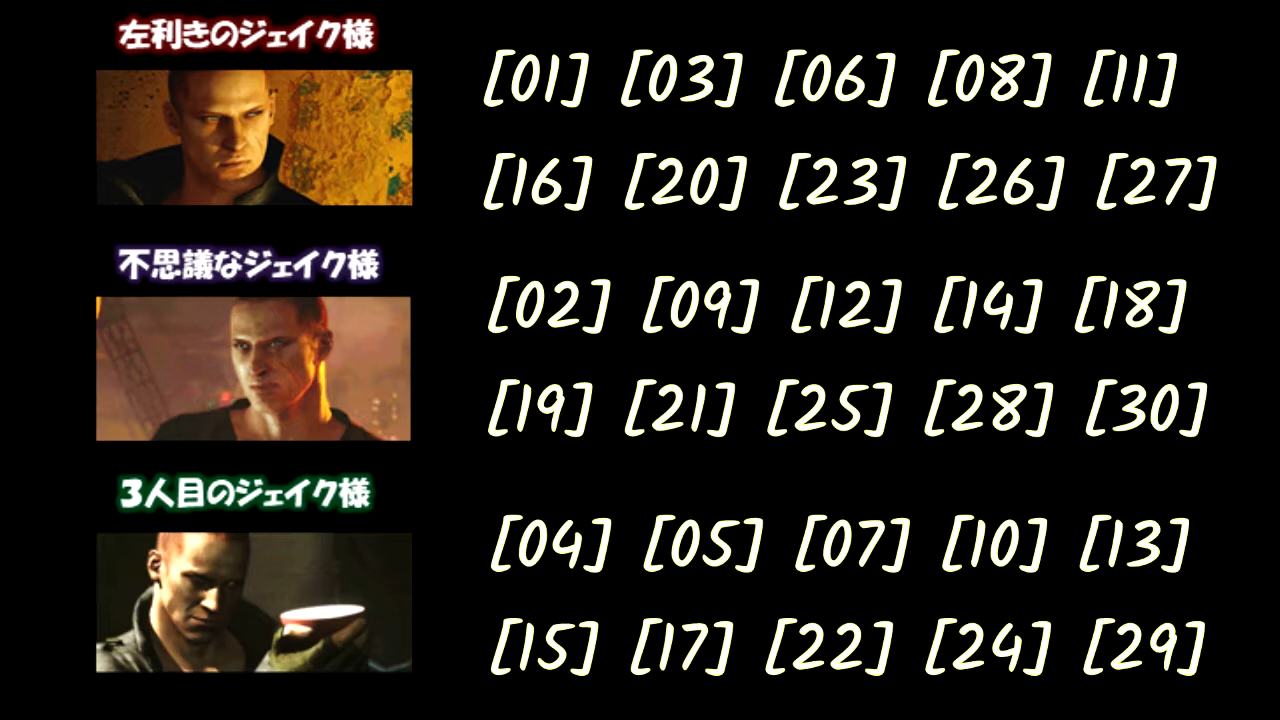 左利きのジェイク様
[01] [03] [06] [08] [11]
[16] [20] [23] [26] [27]
不思議なジェイク様
[02] [09] [12] [14] [18]
[19] [21] [25] [28] [30]
3人目のジェイク様
[04] [05] [07] [10] [13]
[15] [17] [22] [24] [29]